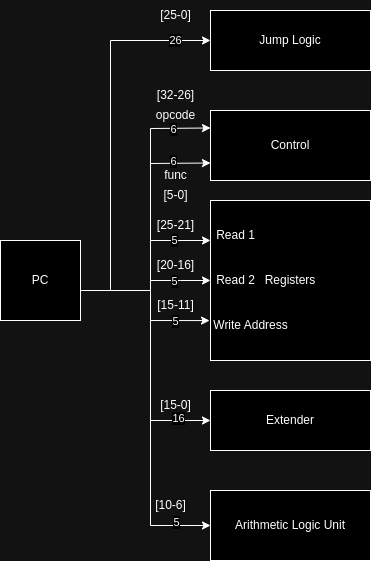 [25-0]
26
Jump Logic
[32-26]
opcode
6
Control
6
func
[5-0]
[25-21]
5
Read 1
PC
[20-16]
5
Read 2 Registers
[15-11]
5
Write Address
[15-0]
16
Extender
[10-6]
5
Arithmetic Logic Unit